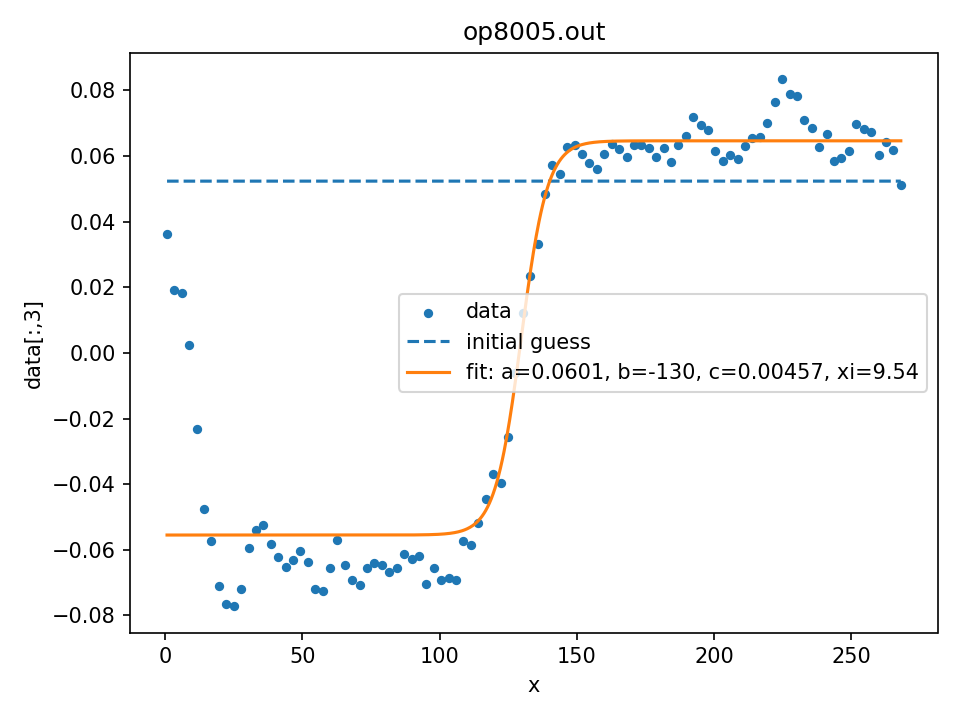 op8005.out
0.08
0.06
0.04
0.02
0.00
−0.02
−0.04
−0.06
−0.08
data[:,3]
data
initial guess
fit: a=0.0601, b=-130, c=0.00457, xi=9.54
0 50 100 150 200 250
x